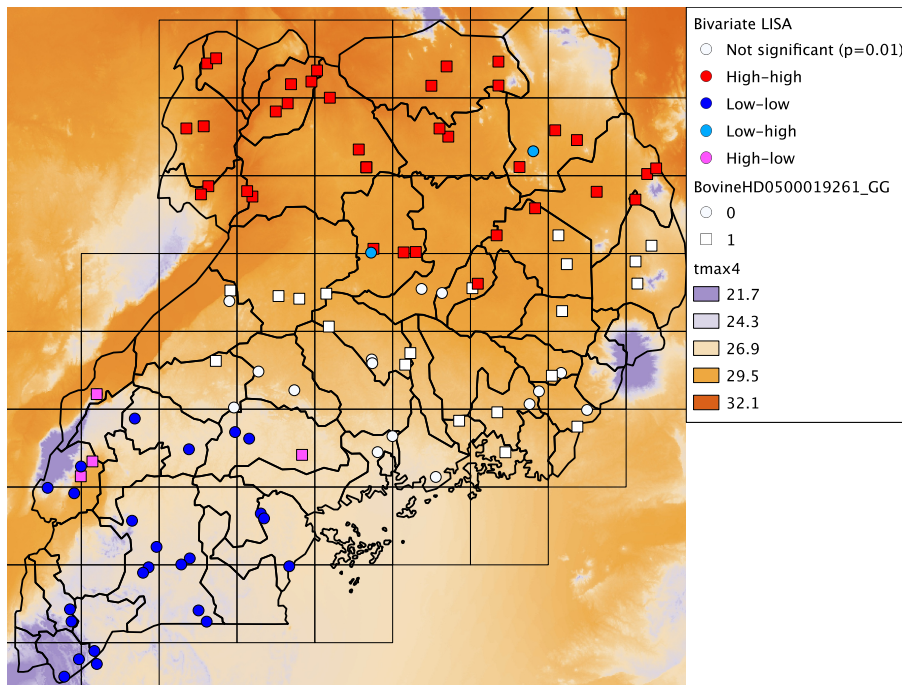 Bivariate LISA
Not significant (p=0.01)
High-high
Low-low
Low-high
High-low
BovineHD0500019261_GG
0
1
tmax4
21.7
24.3
26.9
29.5
32.1